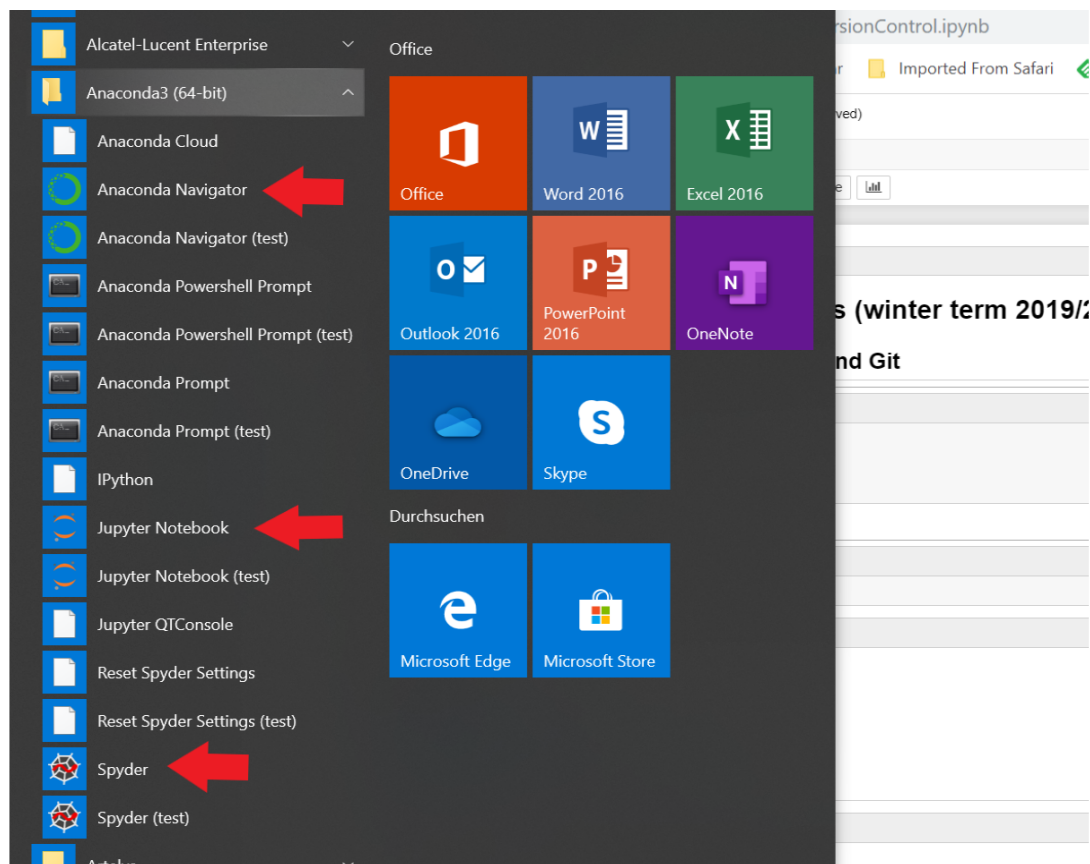 Alcatel-Lucent Enterprise
Anaconda3 (64-bit)
Anaconda Cloud
Anaconda Navigator
Anaconda Navigator (test)
Anaconda Powershell Prompt
Anaconda Powershell Prompt (test)
Anaconda Prompt
Anaconda Prompt (test)
IPython
Jupyter Notebook
Jupyter Notebook (test)
Jupyter QTConsole
Reset Spyder Settings
Reset Spyder Settings (test)
Spyder
Spyder (test)
Office
Office
W
Word 2016
X
Excel 2016
O
Outlook 2016
P
PowerPoint
2016
N
OneNote
OneDrive
S
Skype
Durchsuchen
Microsoft Edge
Microsoft Store
rsionControl.ipynb
Imported From Safari
ved)
s (winter term 2019/2
nd Git